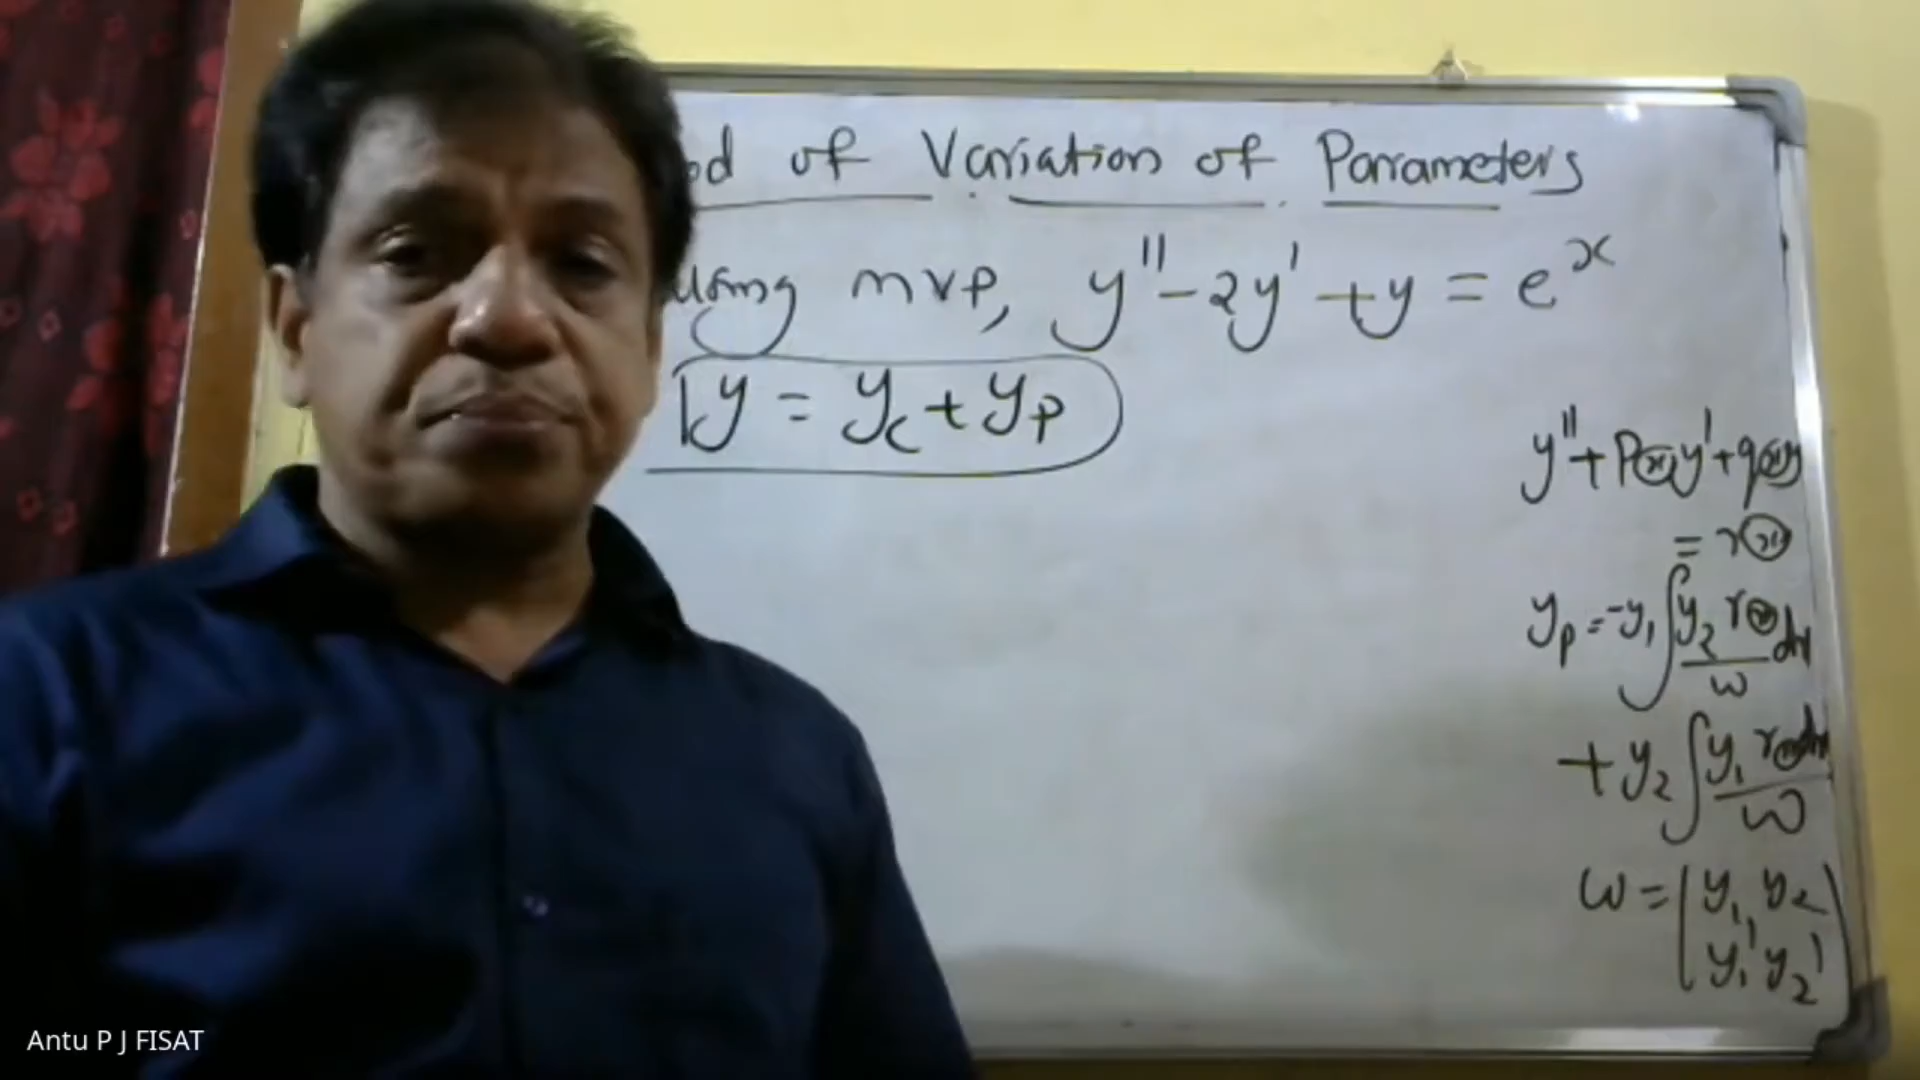 od of Variation of Parameters
using mvp, y'' - 2y' + y = e^x
y = y_c + y_p
y'' + P(x)y' + q(x)y
= r(x)
y_p = -y_1 ∫ y_2 r(x)/w dx
+ y_2 ∫ y_1 r(x)dx/w
w = | y_1 y_2
y_1' y_2' |
Antu P J FISAT